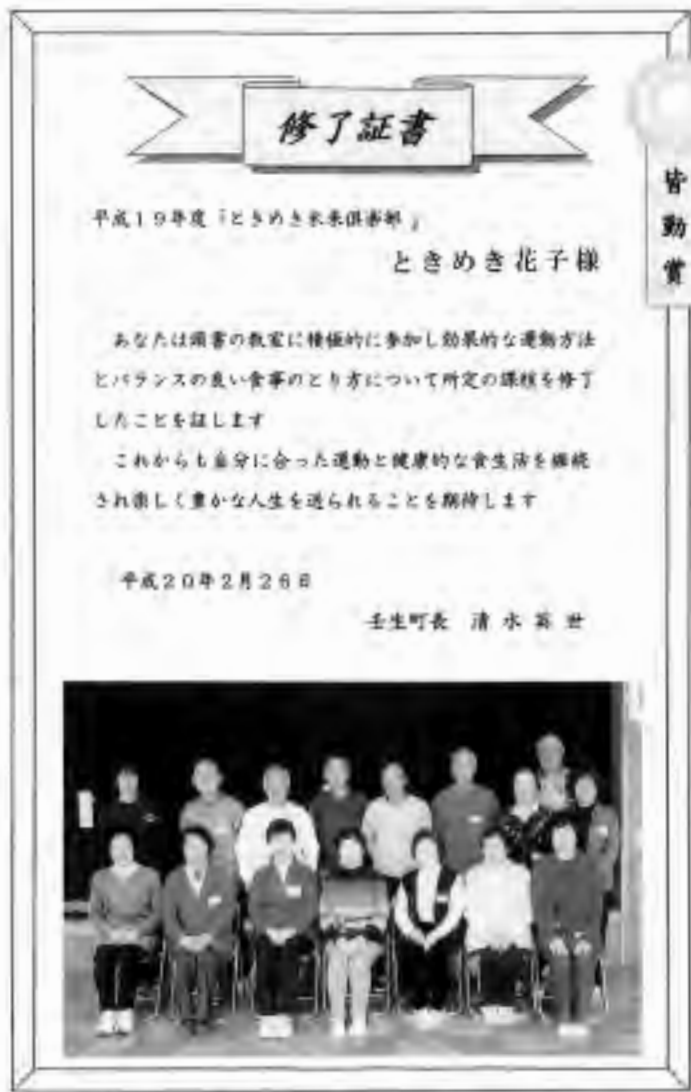 修了証書
皆勤賞
平成19年度『ときめき未来倶楽部』
ときめき花子様
あなたは頭書の教室に積極的に参加し効果的な運動方法
とバランスの良い食事のとり方について所定の課程を修了
したことを証します
これからも自分に合った運動と健康的な食生活を継続
され楽しく豊かな人生を送られることを期待します
平成20年2月26日
壬生町長 清水英世